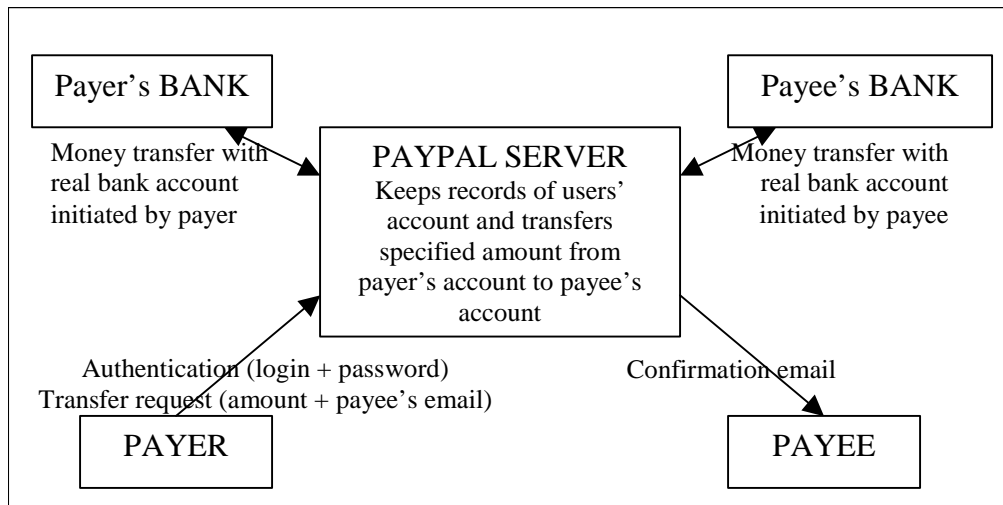 Payer’s BANK
Payee’s BANK
Money transfer with
real bank account
initiated by payer
PAYPAL SERVER
Keeps records of users’
account and transfers
specified amount from
payer’s account to payee’s
account
Money transfer with
real bank account
initiated by payee
Authentication (login + password)
Transfer request (amount + payee’s email)
Confirmation email
PAYER
PAYEE